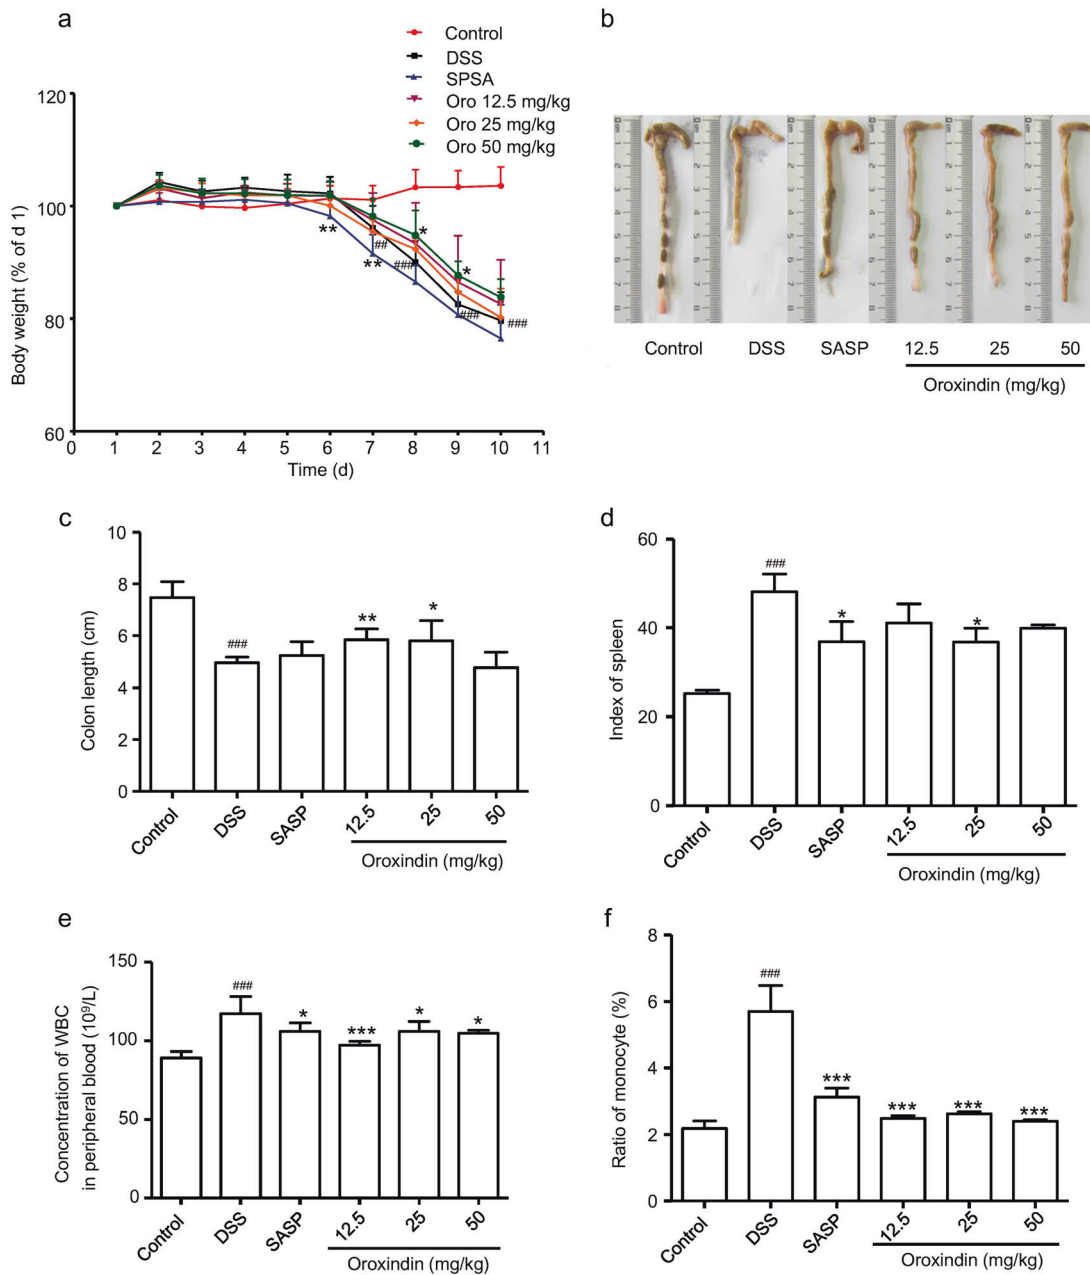 a
Control
DSS
SPSA
Oro 12.5 mg/kg
Oro 25 mg/kg
Oro 50 mg/kg
120
100
80
60
Body weight (% of d 1)
** ** ## ### * * ### ###
0 1 2 3 4 5 6 7 8 9 10 11
Time (d)
b
Control DSS SASP 12.5 25 50
Oroxindin (mg/kg)
c
10
8
6
4
2
0
Colon length (cm)
### ** *
Control DSS SASP 12.5 25 50
Oroxindin (mg/kg)
d
60
40
20
0
Index of spleen
### * *
Control DSS SASP 12.5 25 50
Oroxindin (mg/kg)
e
150
100
50
0
Concentration of WBC
in peripheral blood (10⁹/L)
### * *** * *
Control DSS SASP 12.5 25 50
Oroxindin (mg/kg)
f
8
6
4
2
0
Ratio of monocyte (%)
### *** *** *** ***
Control DSS SASP 12.5 25 50
Oroxindin (mg/kg)